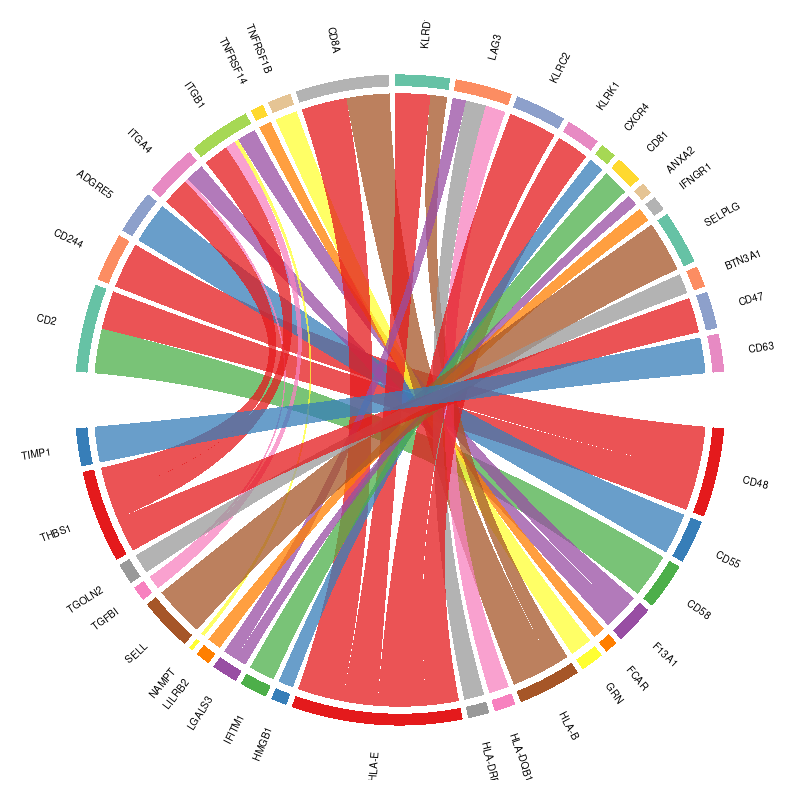 CD8A
KLRD
LAG3
KLRC2
KLRK1
CXCR4
CD81
ANXA2
IFNGR1
SELPLG
BTN3A1
CD47
CD63
CD48
CD55
CD58
F13A1
FCAR
GRN
HLA-B
HLA-DQB1
HLA-DRI
HLA-E
HMGB1
IFITM1
LGALS3
LILRB2
NAMPT
SELL
TGFBI
TGOLN2
THBS1
TIMP1
CD2
CD244
ADGRE5
ITGA4
ITGB1
TNFRSF14
TNFRSF1B